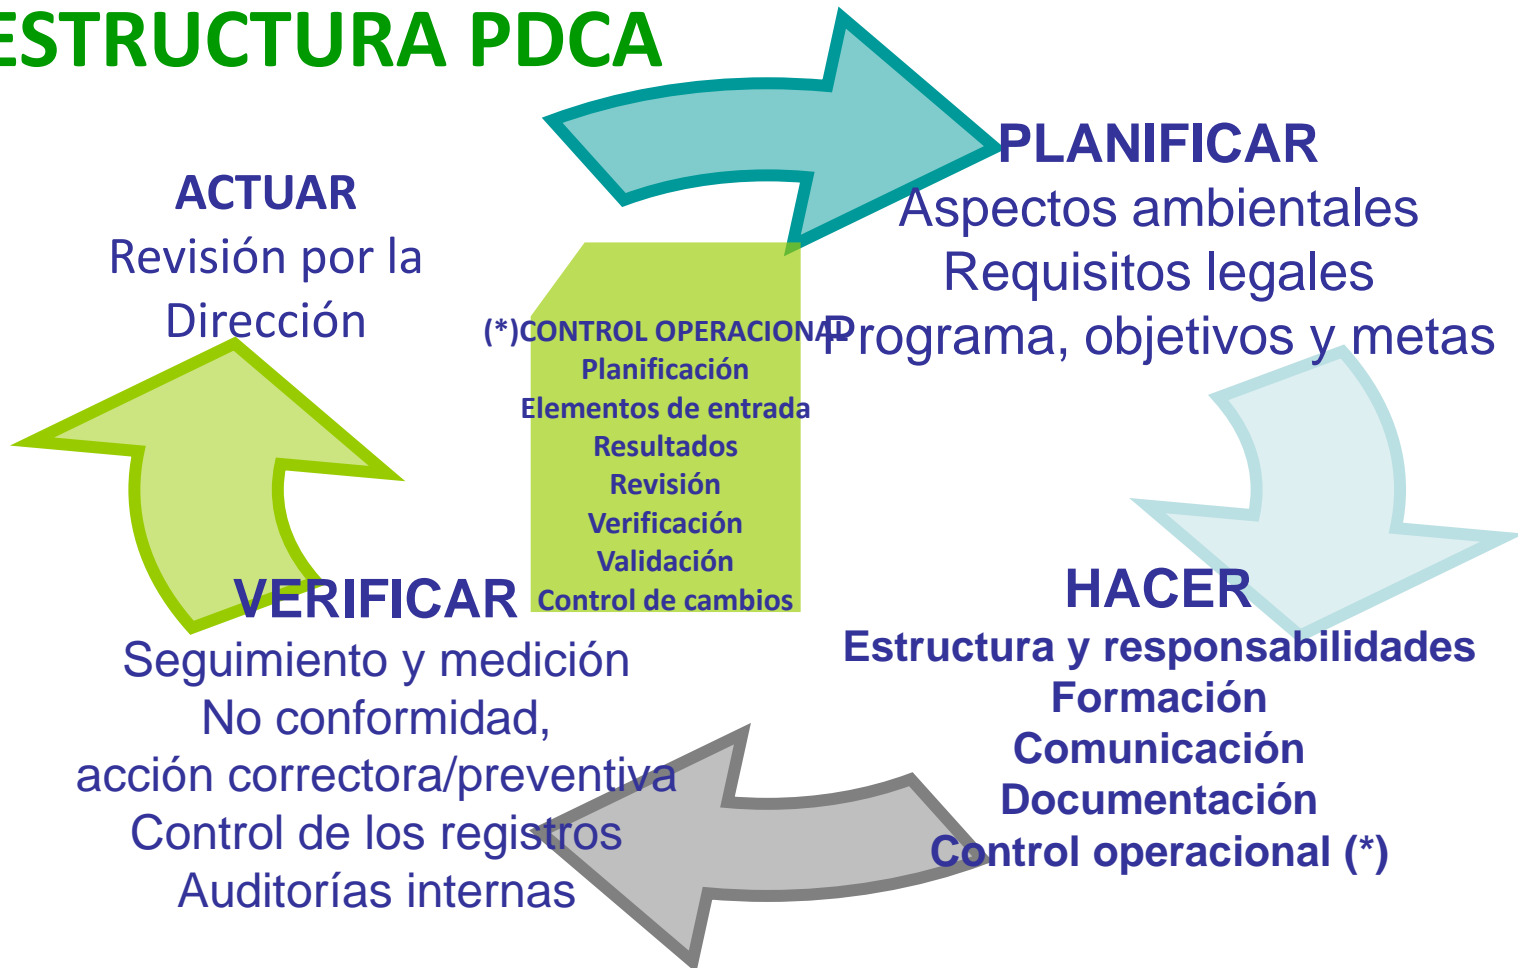 ESTRUCTURA PDCA
PLANIFICAR
Aspectos ambientales
Requisitos legales
Programa, objetivos y metas
HACER
Estructura y responsabilidades
Formación
Comunicación
Documentación
Control operacional (*)
VERIFICAR
Seguimiento y medición
No conformidad,
acción correctora/preventiva
Control de los registros
Auditorías internas
ACTUAR
Revisión por la
Dirección
(*)CONTROL OPERACIONAL
Planificación
Elementos de entrada
Resultados
Revisión
Verificación
Validación
Control de cambios